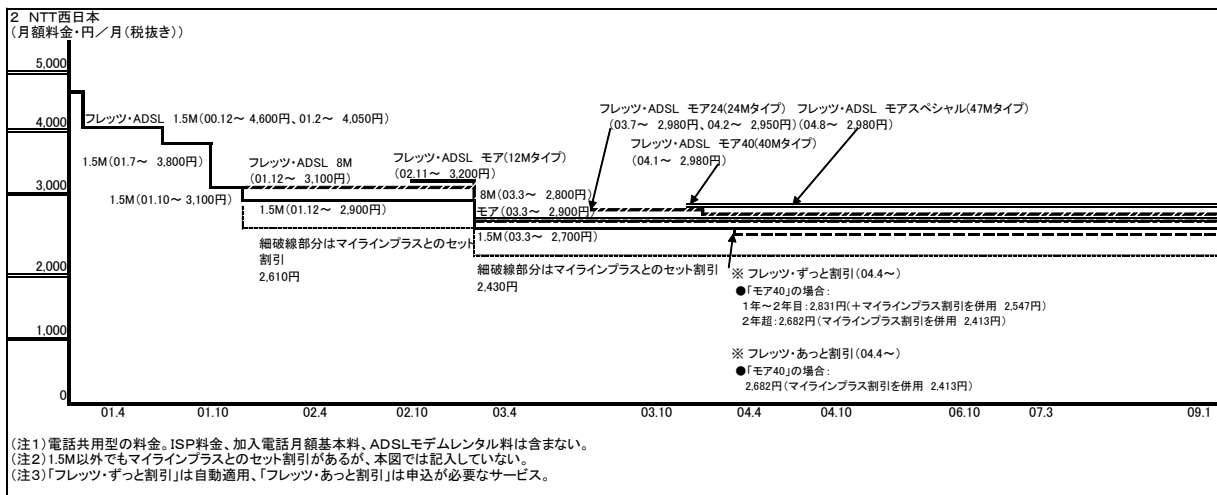 2 NTT西日本
(月額料金・円／月(税抜き))
5,000
4,000
3,000
2,000
1,000
0
フレッツ・ADSL 1.5M(00.12～ 4,600円、01.2～ 4,050円)
1.5M(01.7～ 3,800円)
1.5M(01.10～3,100円)
フレッツ・ADSL 8M
(01.12～ 3,100円)
1.5M(01.12～ 2,900円)
細破線部分はマイラインプラスとのセット
割引
2,610円
フレッツ・ADSL モア(12Mタイプ)
(02.11～ 3,200円)
8M(03.3～ 2,800円)
モア(03.3～ 2,900円)
1.5M(03.3～ 2,700円)
細破線部分はマイラインプラスとのセット割引
2,430円
フレッツ・ADSL モア24(24Mタイプ)
(03.7～ 2,980円、04.2～ 2,950円)
フレッツ・ADSL モアスペシャル(47Mタイプ)
(04.8～ 2,980円)
フレッツ・ADSL モア40(40Mタイプ)
(04.1～ 2,980円)
※ フレッツ・ずっと割引(04.4～)
●「モア40」の場合：
1年～2年目：2,831円(＋マイラインプラス割引を併用 2,547円)
2年超：2,682円(マイラインプラス割引を併用 2,413円)
※ フレッツ・あっと割引(04.4～)
●「モア40」の場合：
2,682円(マイラインプラス割引を併用 2,413円)
01.4 01.10 02.4 02.10 03.4 03.10 04.4 04.10 06.10 07.3 09.1
(注1)電話共用型の料金。ISP料金、加入電話月額基本料、ADSLモデムレンタル料は含まない。
(注2)1.5M以外でもマイラインプラスとのセット割引があるが、本図では記入していない。
(注3)「フレッツ・ずっと割引」は自動適用、「フレッツ・あっと割引」は申込が必要なサービス。